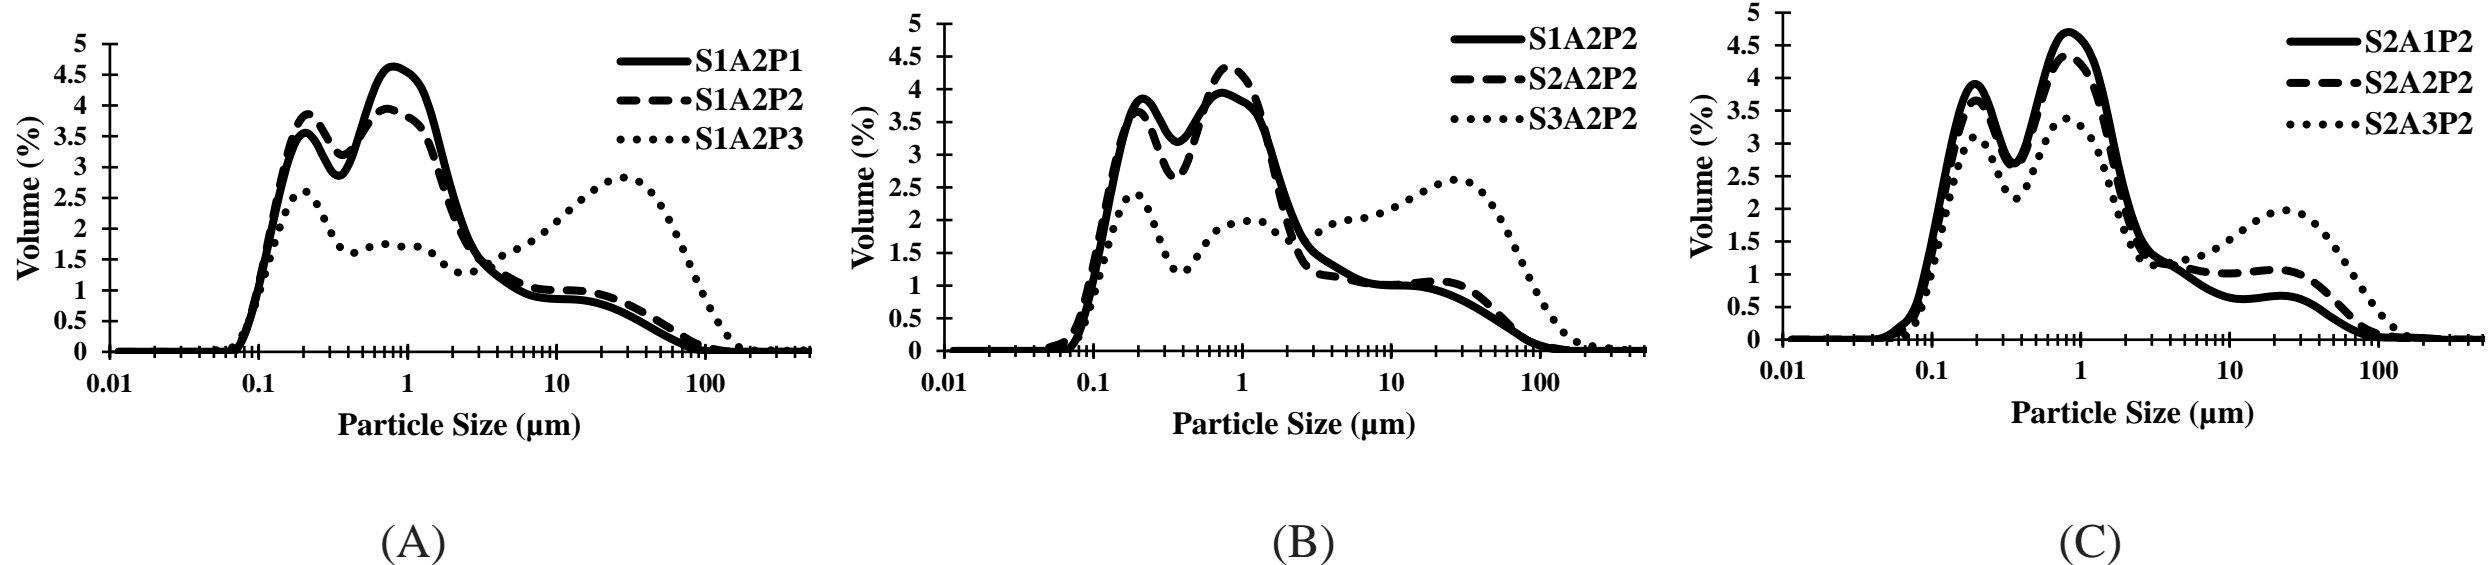 5
4.5
4
3.5
3
2.5
2
1.5
1
0.5
0
Volume (%)
0.01 0.1 1 10 100
Particle Size (µm)
S1A2P1
S1A2P2
S1A2P3
(A)
5
4.5
4
3.5
3
2.5
2
1.5
1
0.5
0
Volume (%)
0.01 0.1 1 10 100
Particle Size (µm)
S1A2P2
S2A2P2
S3A2P2
(B)
5
4.5
4
3.5
3
2.5
2
1.5
1
0.5
0
Volume (%)
0.01 0.1 1 10 100
Particle Size (µm)
S2A1P2
S2A2P2
S2A3P2
(C)